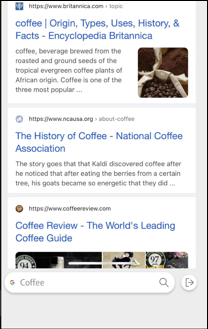 https://www.britannica.com › topic
coffee | Origin, Types, Uses, History, &
Facts - Encyclopedia Britannica
coffee, beverage brewed from the
roasted and ground seeds of the
tropical evergreen coffee plants of
African origin. Coffee is one of the
three most popular ...
https://www.ncausa.org › about-coffee
The History of Coffee - National Coffee
Association
The story goes that that Kaldi discovered coffee after
he noticed that after eating the berries from a certain
tree, his goats became so energetic that they did ...
https://www.coffeereview.com
Coffee Review - The World's Leading
Coffee Guide
94
97
G Coffee